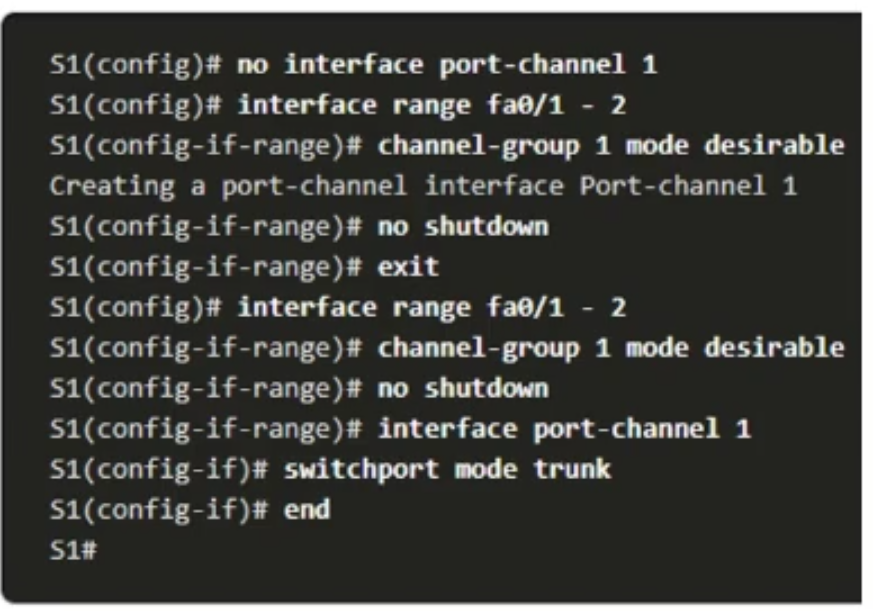 S1(config)# no interface port-channel 1
S1(config)# interface range fa0/1 - 2
S1(config-if-range)# channel-group 1 mode desirable
Creating a port-channel interface Port-channel 1
S1(config-if-range)# no shutdown
S1(config-if-range)# exit
S1(config)# interface range fa0/1 - 2
S1(config-if-range)# channel-group 1 mode desirable
S1(config-if-range)# no shutdown
S1(config-if-range)# interface port-channel 1
S1(config-if)# switchport mode trunk
S1(config-if)# end
S1#